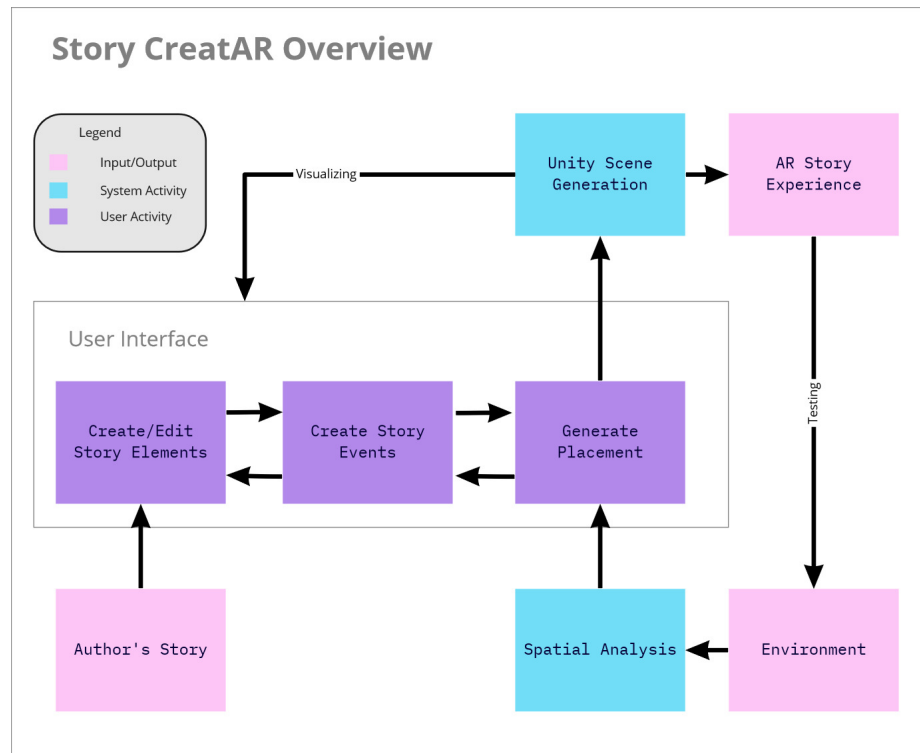 Story CreatAR Overview
Legend
Input/Output
System Activity
User Activity
Visualizing
Unity Scene
Generation
AR Story
Experience
User Interface
Create/Edit
Story Elements
Create Story
Events
Generate
Placement
Testing
Author's Story
Spatial Analysis
Environment